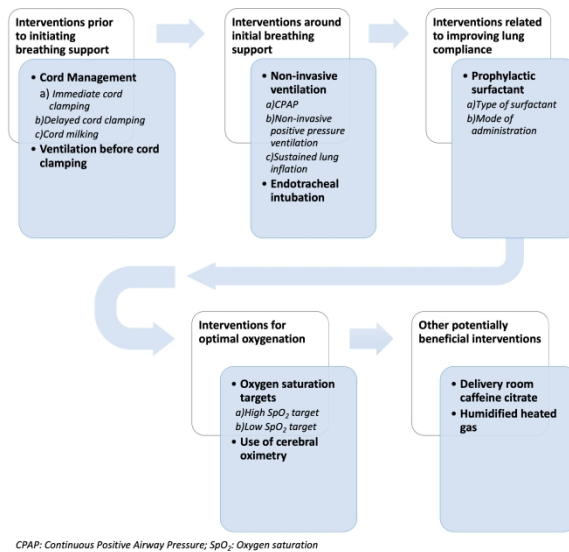 Interventions prior
to initiating
breathing support
• Cord Management
a) Immediate cord
clamping
b)Delayed cord clamping
c)Cord milking
• Ventilation before cord
clamping
Interventions around
initial breathing
support
• Non-invasive
ventilation
a)CPAP
b)Non-invasive
positive pressure
ventilation
c)Sustained lung
inflation
• Endotracheal
intubation
Interventions related
to improving lung
compliance
• Prophylactic
surfactant
a)Type of surfactant
b)Mode of
administration
Interventions for
optimal oxygenation
• Oxygen saturation
targets
a)High SpO₂ target
b)Low SpO₂ target
• Use of cerebral
oximetry
Other potentially
beneficial interventions
• Delivery room
caffeine citrate
• Humidified heated
gas
CPAP: Continuous Positive Airway Pressure; SpO₂: Oxygen saturation